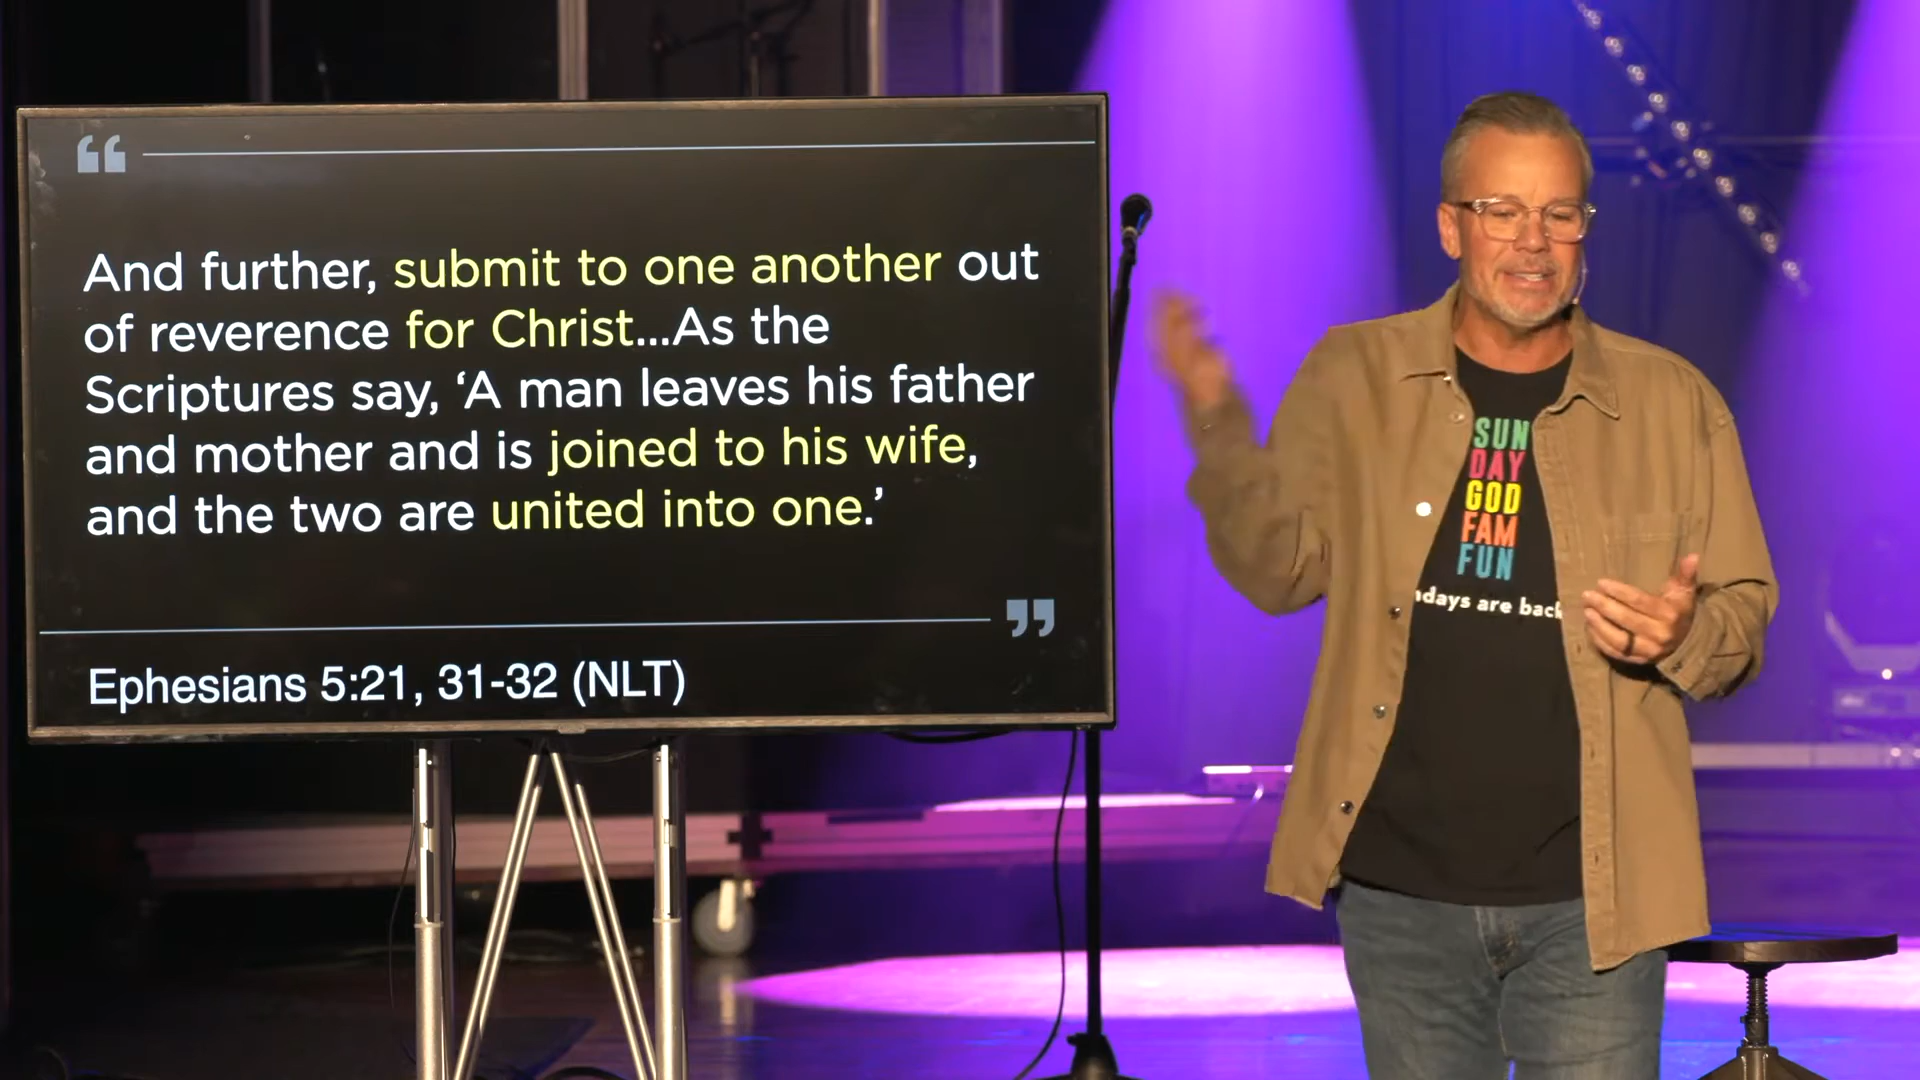 “
And further, submit to one another out
of reverence for Christ...As the
Scriptures say, ‘A man leaves his father
and mother and is joined to his wife,
and the two are united into one.’
”
Ephesians 5:21, 31-32 (NLT)
SUN
DAY
GOD
FAM
FUN
are back